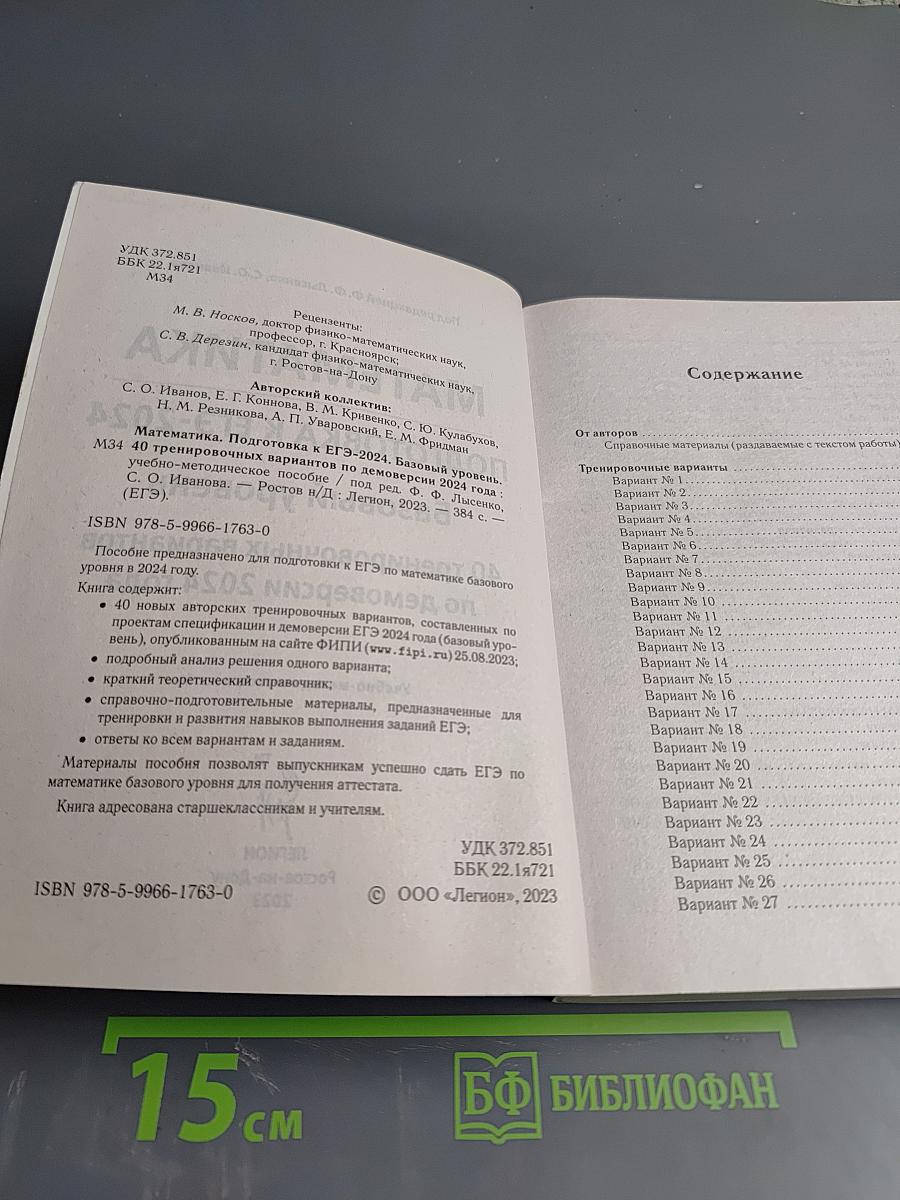 УДК 372.851
ББК 22.1я721
М34
Рецензенты:
М. В. Носков, доктор физико-математических наук,
профессор, г. Красноярск;
С. В. Дерезин, кандидат физико-математических наук,
г. Ростов-на-Дону
Авторский коллектив:
С. О. Иванов, Е. Г. Коннова, В. М. Кривенко, С. Ю. Кулабухов,
Н. М. Резникова, А. П. Уваровский, Е. М. Фридман
Математика. Подготовка к ЕГЭ-2024. Базовый уровень.
М34 40 тренировочных вариантов по демоверсии 2024 года :
учебно-методическое пособие / под ред. Ф. Ф. Лысенко,
С. О. Иванова. — Ростов н/Д : Легион, 2023. — 384 с. —
(ЕГЭ).
ISBN 978-5-9966-1763-0
Пособие предназначено для подготовки к ЕГЭ по математике базового
уровня в 2024 году.
Книга содержит:
• 40 новых авторских тренировочных вариантов, составленных по
проектам спецификации и демоверсии ЕГЭ 2024 года (базовый уро-
вень), опубликованным на сайте ФИПИ (www.fipi.ru) 25.08.2023;
• подробный анализ решения одного варианта;
• краткий теоретический справочник;
• справочно-подготовительные материалы, предназначенные для
тренировки и развития навыков выполнения заданий ЕГЭ;
• ответы ко всем вариантам и заданиям.
Материалы пособия позволят выпускникам успешно сдать ЕГЭ по
математике базового уровня для получения аттестата.
Книга адресована старшеклассникам и учителям.
УДК 372.851
ББК 22.1я721
ISBN 978-5-9966-1763-0 © ООО «Легион», 2023
Содержание
От авторов
Справочные материалы (раздаваемые с текстом работы)
Тренировочные варианты
Вариант № 1
Вариант № 2
Вариант № 3
Вариант № 4
Вариант № 5
Вариант № 6
Вариант № 7
Вариант № 8
Вариант № 9
Вариант № 10
Вариант № 11
Вариант № 12
Вариант № 13
Вариант № 14
Вариант № 15
Вариант № 16
Вариант № 17
Вариант № 18
Вариант № 19
Вариант № 20
Вариант № 21
Вариант № 22
Вариант № 23
Вариант № 24
Вариант № 25
Вариант № 26
Вариант № 27
15 см
БФ БИБЛИОФАН